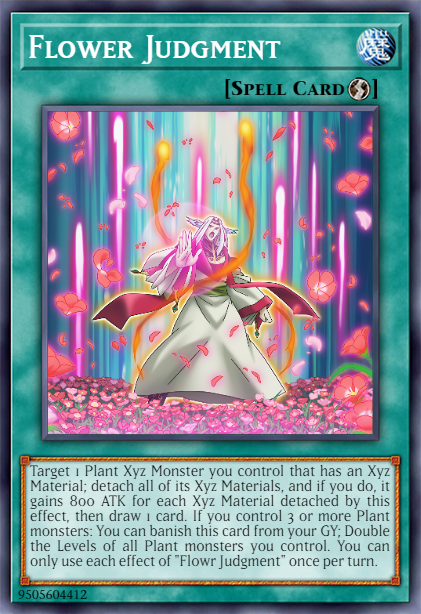 Flower Judgment
魔
[Spell Card]
Target 1 Plant Xyz Monster you control that has an Xyz
Material; detach all of its Xyz Materials, and if you do, it
gains 800 ATK for each Xyz Material detached by this
effect, then draw 1 card. If you control 3 or more Plant
monsters: You can banish this card from your GY; Double
the Levels of all Plant monsters you control. You can
only use each effect of "Flowr Judgment" once per turn.
9505604412